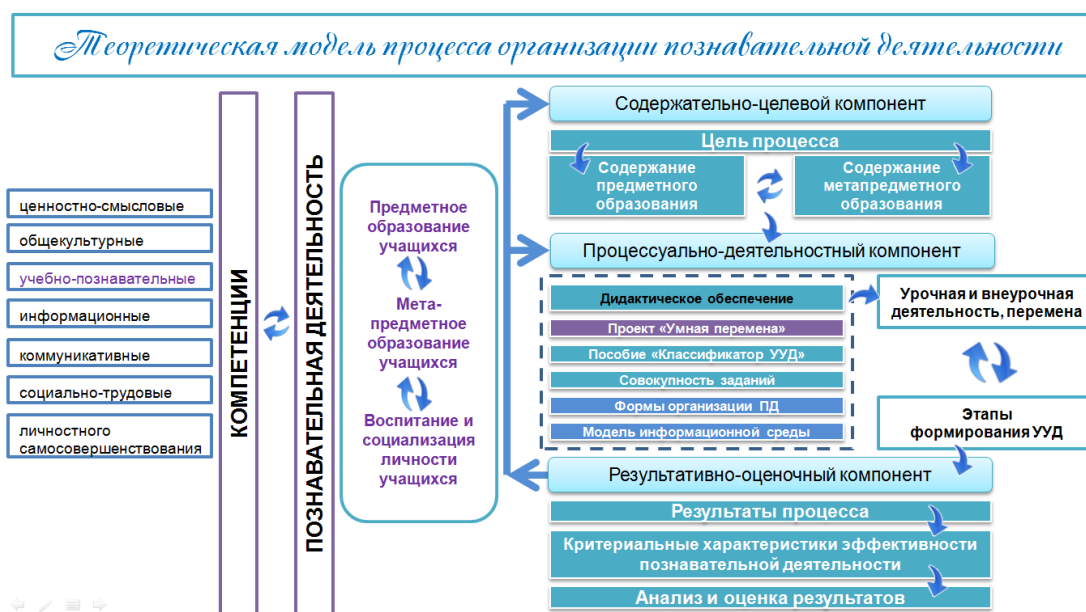 Теоретическая модель процесса организации познавательной деятельности
ценностно-смысловые
общекультурные
учебно-познавательные
информационные
коммуникативные
социально-трудовые
личностного
самосовершенствования
КОМПЕТЕНЦИИ
ПОЗНАВАТЕЛЬНАЯ ДЕЯТЕЛЬНОСТЬ
Предметное
образование
учащихся
Мета-
предметное
образование
учащихся
Воспитание и
социализация
личности
учащихся
Содержательно-целевой компонент
Цель процесса
Содержание
предметного
образования
Содержание
метапредметного
образования
Процессуально-деятельностный компонент
Дидактическое обеспечение
Проект «Умная перемена»
Пособие «Классификатор УУД»
Совокупность заданий
Формы организации ПД
Модель информационной среды
Урочная и внеурочная
деятельность, перемена
Этапы
формирования УУД
Результативно-оценочный компонент
Результаты процесса
Критериальные характеристики эффективности
познавательной деятельности
Анализ и оценка результатов